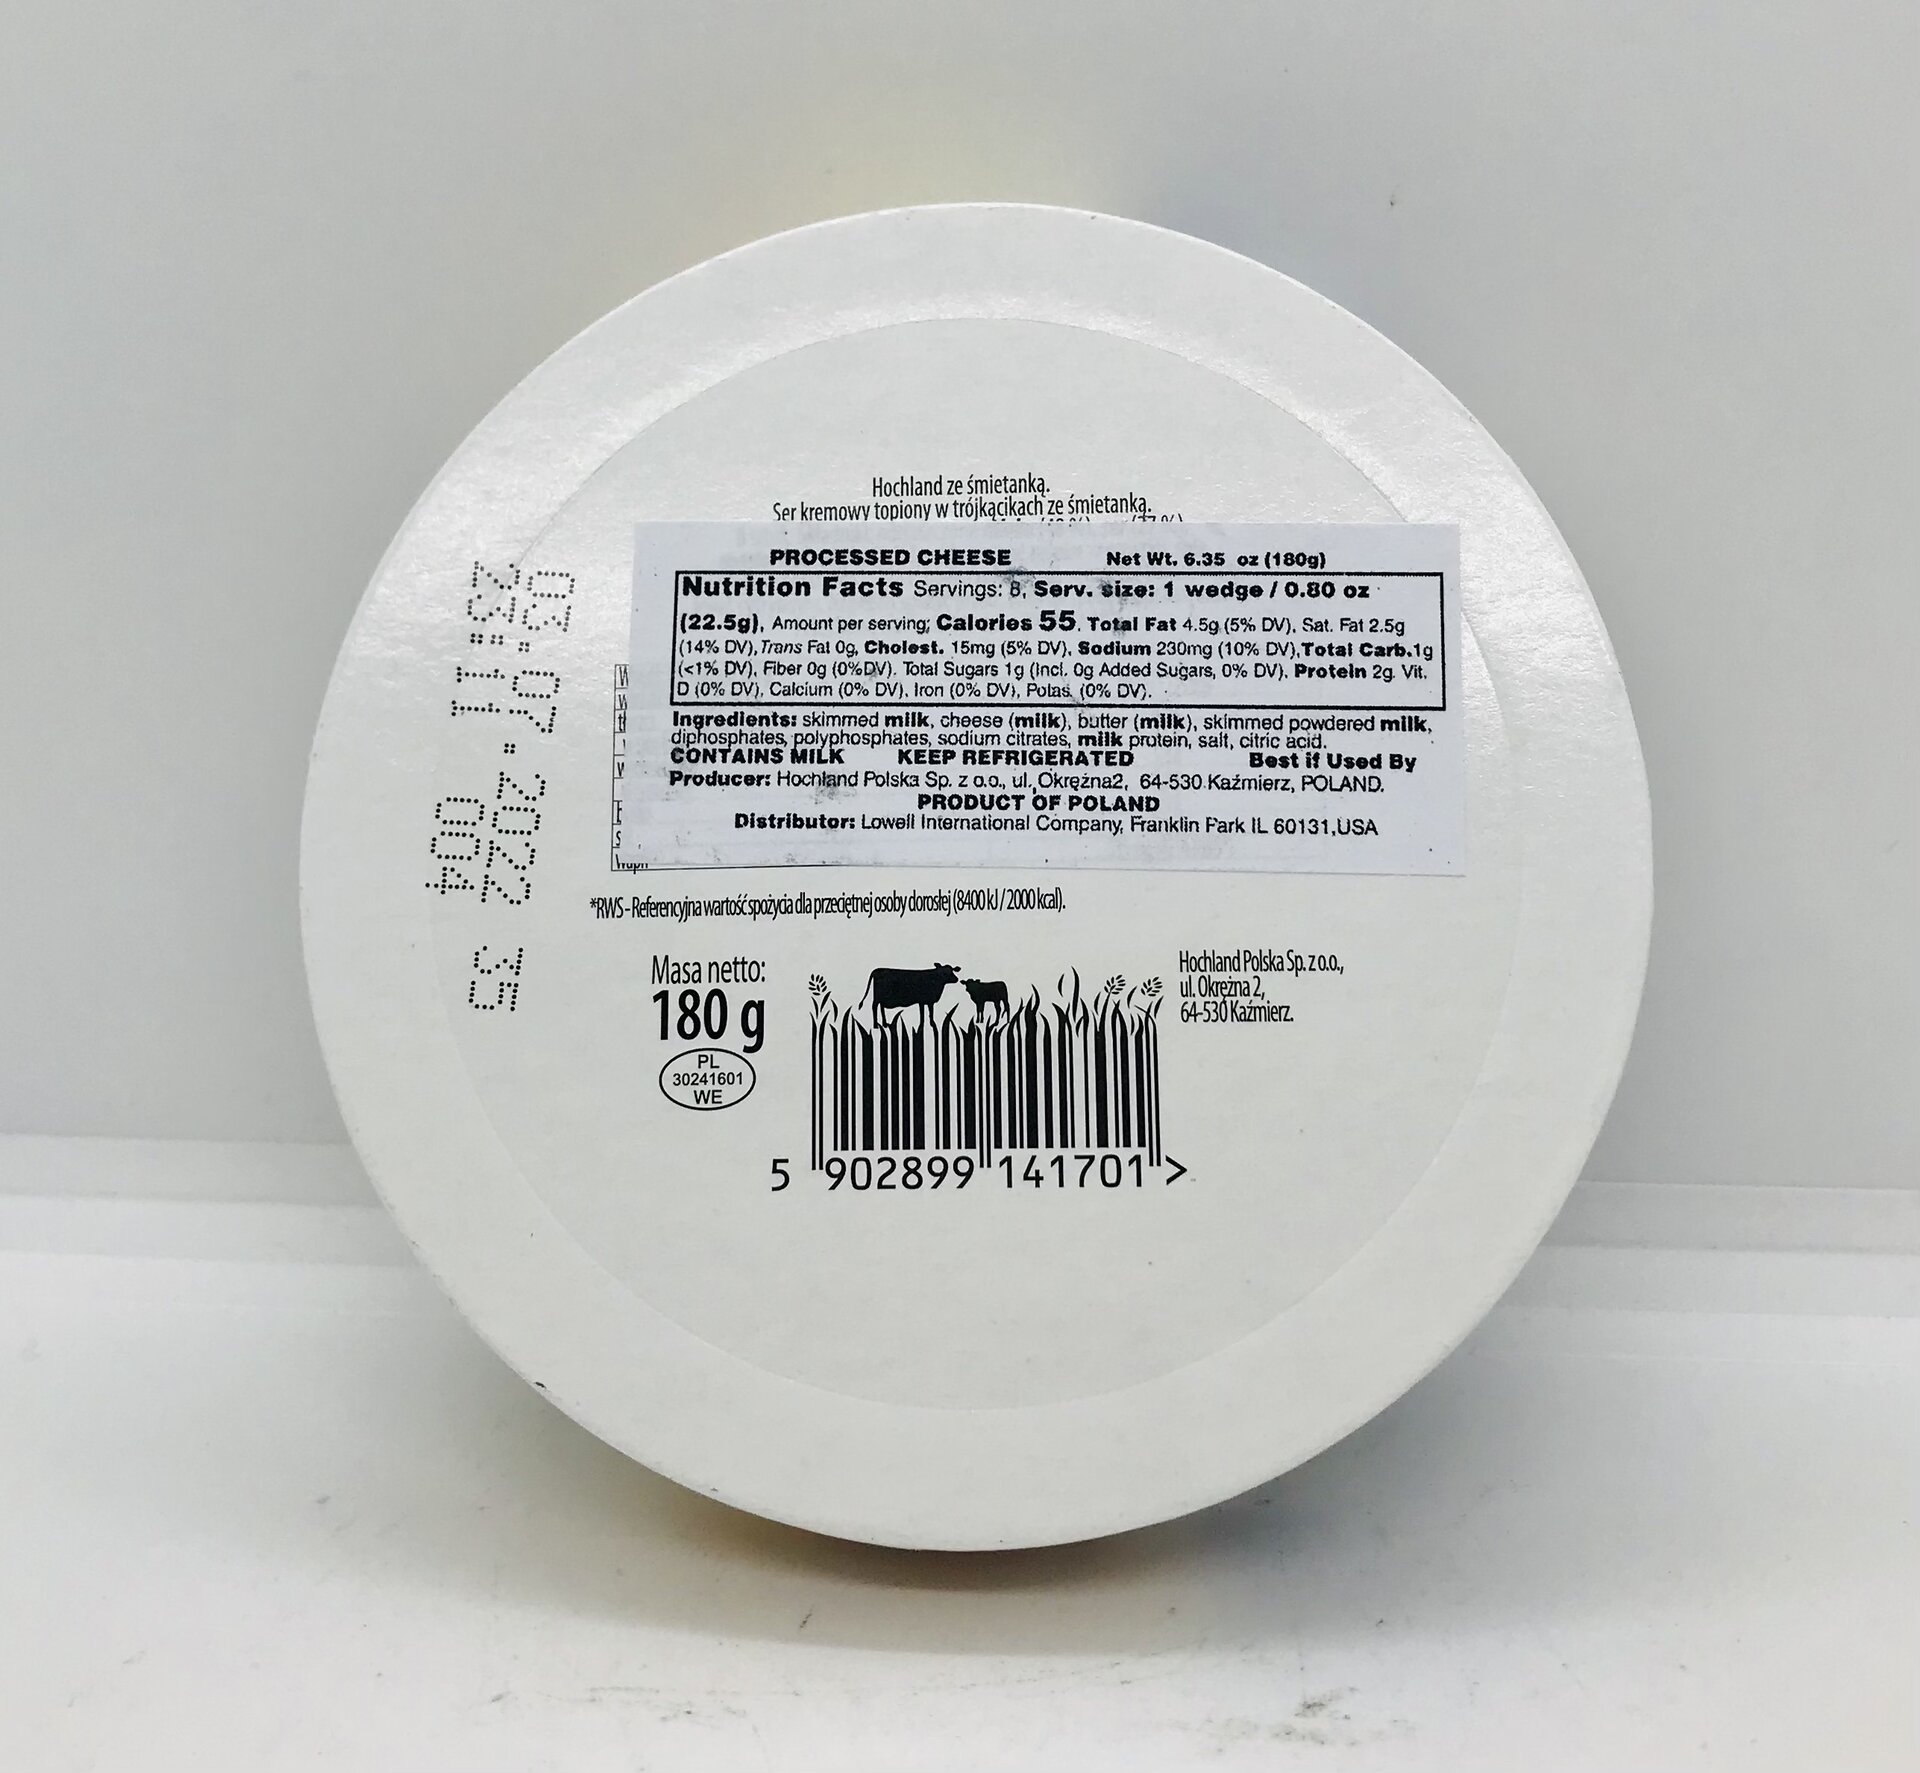 Hochland ze śmietanką.
Ser kremowy topiony w trójkącikach ze śmietanką.
PROCESSED CHEESE Net Wt. 6.35 oz (180g)
Nutrition Facts Servings: 8, Serv. size: 1 wedge / 0.80 oz
(22.5g), Amount per serving; Calories 55. Total Fat 4.5g (5% DV), Sat. Fat 2.5g
(14% DV), Trans Fat 0g, Cholest. 15mg (5% DV), Sodium 230mg (10% DV), Total Carb.1g
(<1% DV), Fiber 0g (0%DV). Total Sugars 1g (Incl. 0g Added Sugars, 0% DV), Protein 2g. Vit.
D (0% DV), Calcium (0% DV), Iron (0% DV), Potas. (0% DV).
Ingredients: skimmed milk, cheese (milk), butter (milk), skimmed powdered milk,
diphosphates, polyphosphates, sodium citrates, milk protein, salt, citric acid.
CONTAINS MILK KEEP REFRIGERATED Best if Used By
Producer: Hochland Polska Sp. z o.o., ul. Okrężna2, 64-530 Kaźmierz, POLAND.
PRODUCT OF POLAND
Distributor: Lowell International Company, Franklin Park IL 60131,USA
*RWS - Referencyjna wartość spożycia dla przeciętnej osoby dorosłej (8400 kJ / 2000 kcal).
Masa netto:
180 g
PL
30241601
WE
Hochland Polska Sp. z o.o.,
ul. Okrężna 2,
64-530 Kaźmierz.
5 902899 141701 >
03.07.2022 35
23:11 004